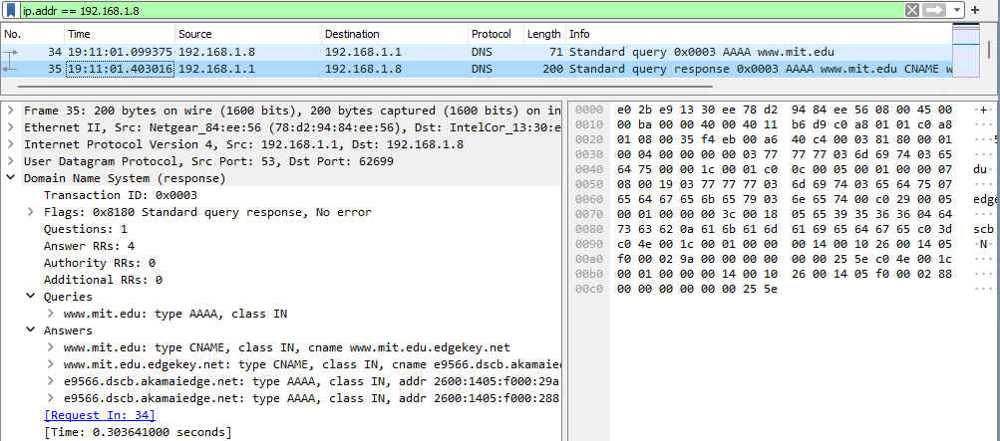 ip.addr == 192.168.1.8
No. Time Source Destination Protocol Length Info
34 19:11:01.099375 192.168.1.8 192.168.1.1 DNS 71 Standard query 0x0003 AAAA www.mit.edu
35 19:11:01.403016 192.168.1.1 192.168.1.8 DNS 200 Standard query response 0x0003 AAAA www.mit.edu CNAME w
Frame 35: 200 bytes on wire (1600 bits), 200 bytes captured (1600 bits) on in
Ethernet II, Src: Netgear_84:ee:56 (78:d2:94:84:ee:56), Dst: IntelCor_13:30:e
Internet Protocol Version 4, Src: 192.168.1.1, Dst: 192.168.1.8
User Datagram Protocol, Src Port: 53, Dst Port: 62699
Domain Name System (response)
Transaction ID: 0x0003
Flags: 0x8180 Standard query response, No error
Questions: 1
Answer RRs: 4
Authority RRs: 0
Additional RRs: 0
Queries
www.mit.edu: type AAAA, class IN
Answers
www.mit.edu: type CNAME, class IN, cname www.mit.edu.edgekey.net
www.mit.edu.edgekey.net: type CNAME, class IN, cname e9566.dscb.akamaie
e9566.dscb.akamaiedge.net: type AAAA, class IN, addr 2600:1405:f000:29a
e9566.dscb.akamaiedge.net: type AAAA, class IN, addr 2600:1405:f000:288
[Request In: 34]
[Time: 0.303641000 seconds]
0000 e0 2b e9 13 30 ee 78 d2 94 84 ee 56 08 00 45 00 ·+··
0010 00 ba 00 00 40 00 40 11 b6 d9 c0 a8 01 01 c0 a8 ····
0020 01 08 00 35 f4 eb 00 a6 40 c4 00 03 81 80 00 01 ···5
0030 00 04 00 00 00 00 03 77 77 77 03 6d 69 74 03 65 ····
0040 64 75 00 00 1c 00 01 c0 0c 00 05 00 01 00 00 07 du··
0050 08 00 19 03 77 77 77 03 6d 69 74 03 65 64 75 07 ····
0060 65 64 67 65 6b 65 79 03 6e 65 74 00 c0 29 00 05 edge
0070 00 01 00 00 00 3c 00 18 05 65 39 35 36 36 04 64 ····
0080 73 63 62 0a 61 6b 61 6d 61 69 65 64 67 65 c0 3d scb·
0090 c0 4e 00 1c 00 01 00 00 00 14 00 10 26 00 14 05 ·N··
00a0 f0 00 02 9a 00 00 00 00 00 00 25 5e c0 4e 00 1c ····
00b0 00 01 00 00 00 14 00 10 26 00 14 05 f0 00 02 88 ····
00c0 00 00 00 00 00 00 25 5e ····